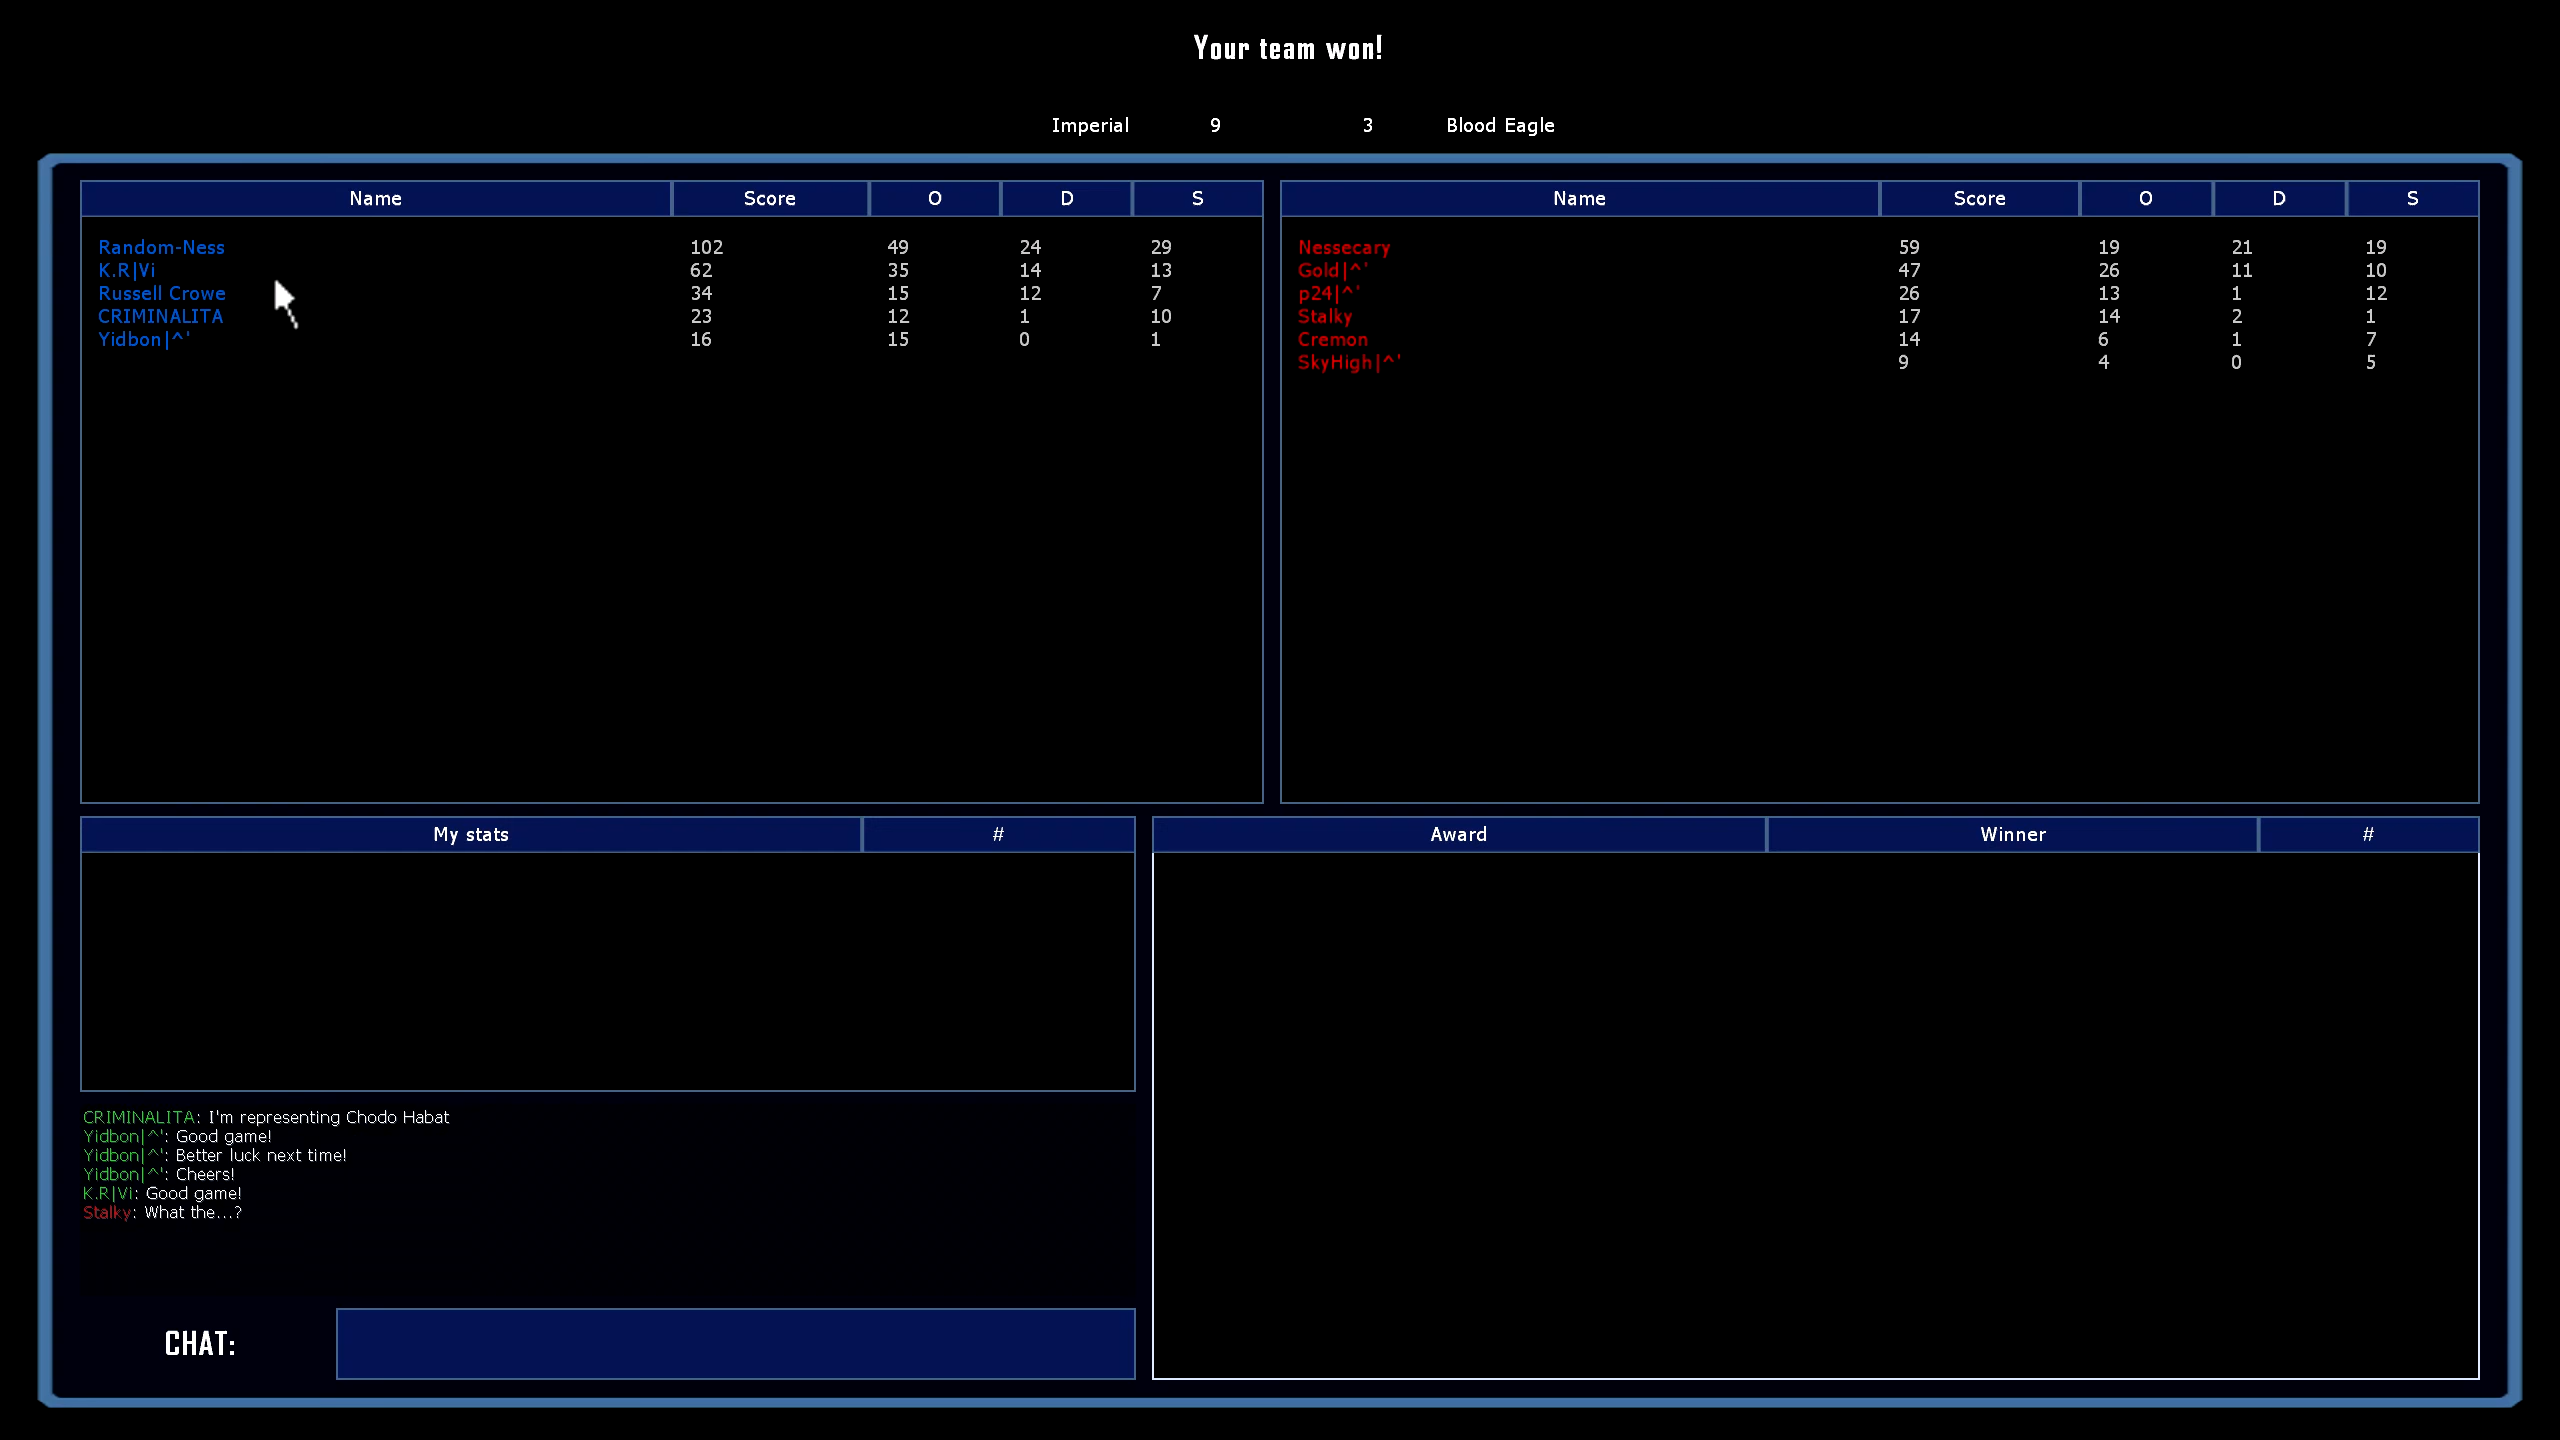 Your team won!
Imperial 9 3 Blood Eagle
Name Score O D S
Random-Ness 102 49 24 29
K.R|Vi 62 35 14 13
Russell Crowe 34 15 12 7
CRIMINALITA 23 12 1 10
Yidbon|^' 16 15 0 1
Name Score O D S
Nessecary 59 19 21 19
Gold|^' 47 26 11 10
p24|^' 26 13 1 12
Stalky 17 14 2 1
Cremon 14 6 1 7
SkyHigh|^' 9 4 0 5
My stats #
CRIMINALITA: I'm representing Chodo Habat
Yidbon|^': Good game!
Yidbon|^': Better luck next time!
Yidbon|^': Cheers!
K.R|Vi: Good game!
Stalky: What the...?
CHAT:
Award Winner #